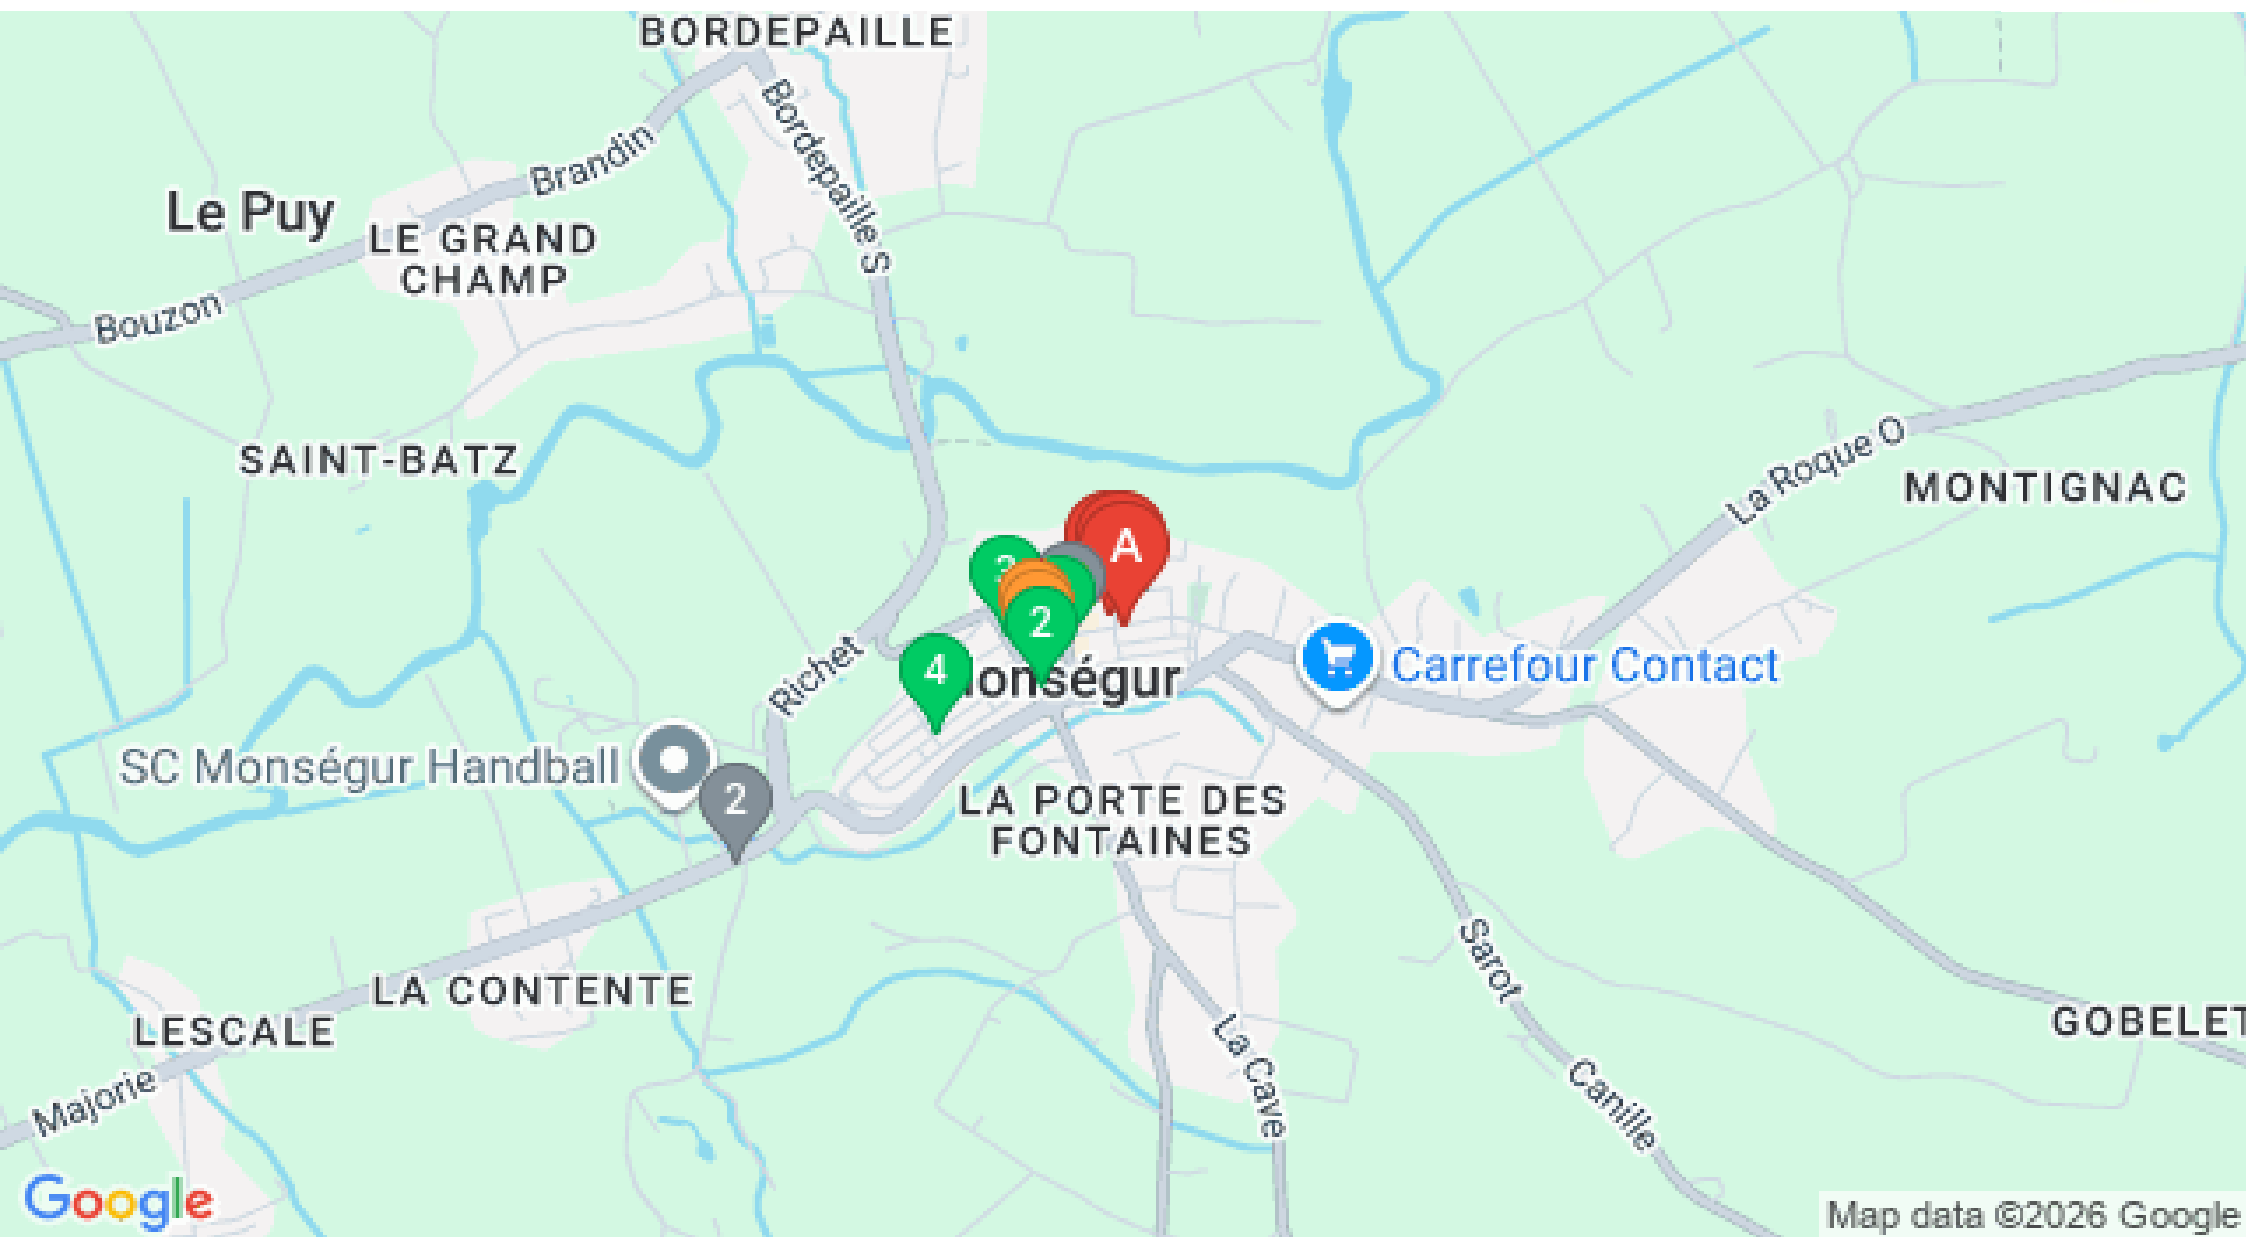 BORDEPAILLE
Bordepaille S
Brandin
Le Puy
LE GRAND
CHAMP
Bouzon
SAINT-BATZ
La Roque O
MONTIGNAC
A
3
2
4
Monségur
Carrefour Contact
Richet
SC Monségur Handball
2
LA PORTE DES
FONTAINES
Sarot
LA CONTENTE
LESCALE
GOBELET
La Cave
Majorie
Canille
Google
Map data ©2026 Google